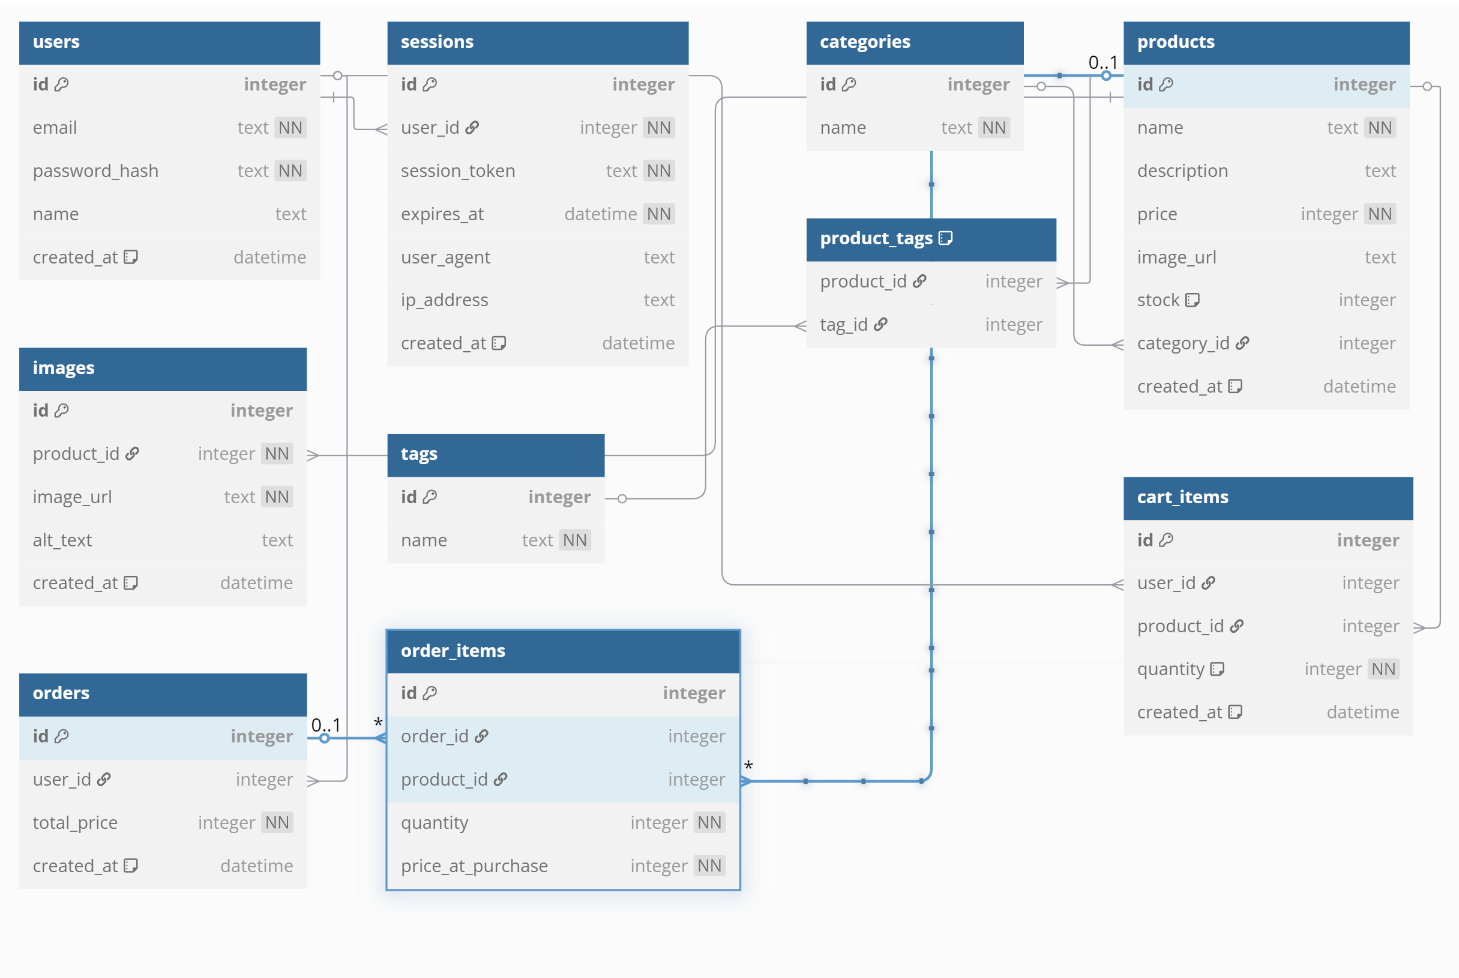 users
id integer
email text NN
password_hash text NN
name text
created_at datetime
sessions
id integer
user_id integer NN
session_token text NN
expires_at datetime NN
user_agent text
ip_address text
created_at datetime
categories
id integer
name text NN
0..1
products
id integer
name text NN
description text
price integer NN
image_url text
stock integer
category_id integer
created_at datetime
product_tags
product_id integer
tag_id integer
images
id integer
product_id integer NN
image_url text NN
alt_text text
created_at datetime
tags
id integer
name text NN
cart_items
id integer
user_id integer
product_id integer
quantity integer NN
created_at datetime
orders
id integer
user_id integer
total_price integer NN
created_at datetime
0..1 *
order_items
id integer
order_id integer
product_id integer
quantity integer NN
price_at_purchase integer NN
*